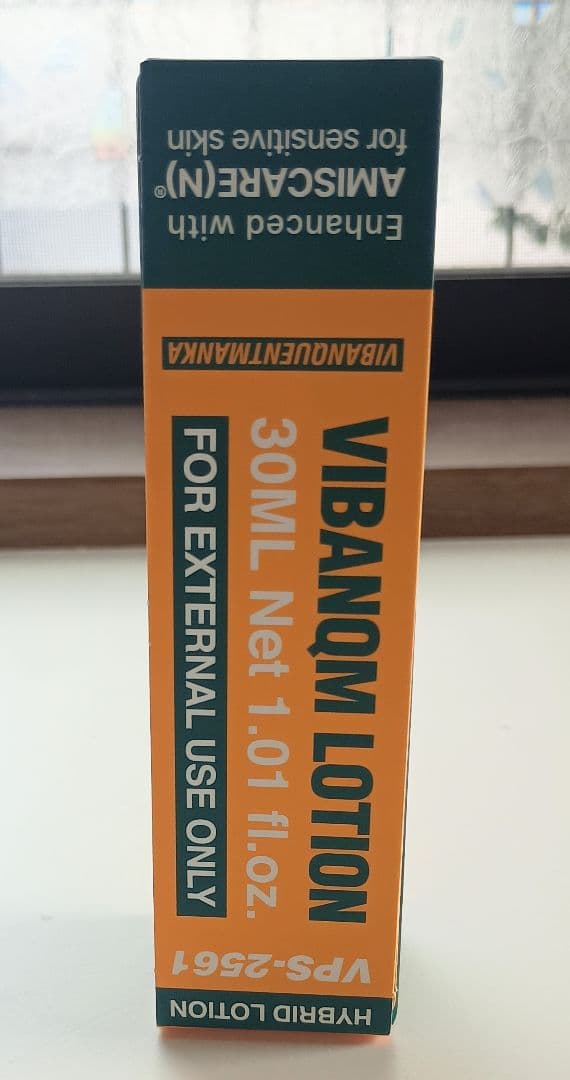 HYBRID LOTION
VPS-2561
VIBANQM LOTION
30ML Net 1.01 fl.oz.
FOR EXTERNAL USE ONLY
VIBANQUENTMANKA
Enhanced with
AMISCARE(N)®
for sensitive skin